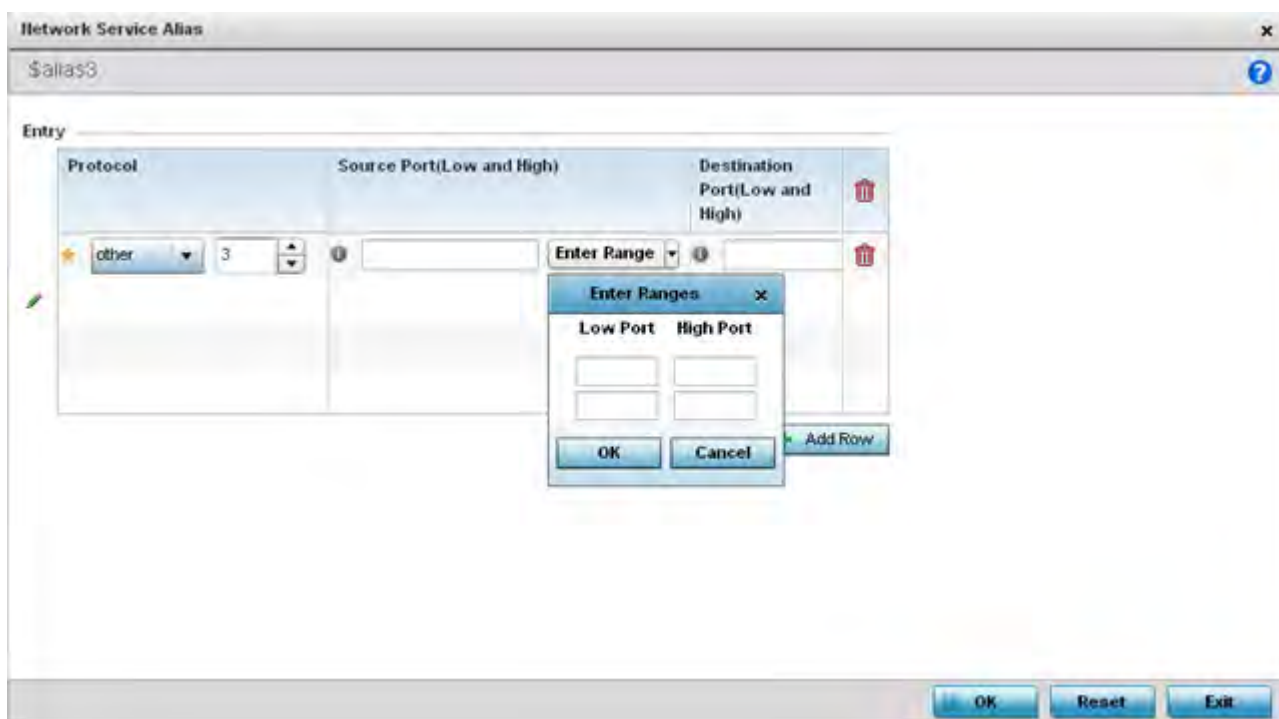 Network Service Alias
$alias3
Entry
Protocol
Source Port(Low and High)
Destination
Port(Low and
High)
other
3
Enter Range
Enter Ranges
Low Port High Port
OK Cancel
Add Row
OK Reset Exit